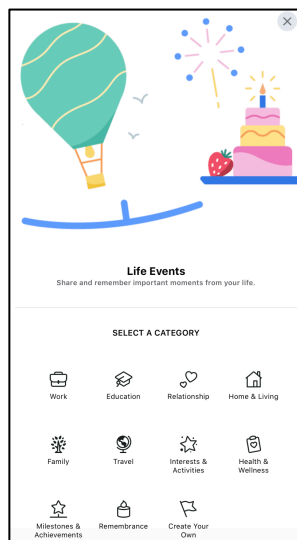 Life Events
Share and remember important moments from your life.
SELECT A CATEGORY
Work
Education
Relationship
Home & Living
Family
Travel
Interests &
Activities
Health &
Wellness
Milestones &
Achievements
Remembrance
Create Your
Own